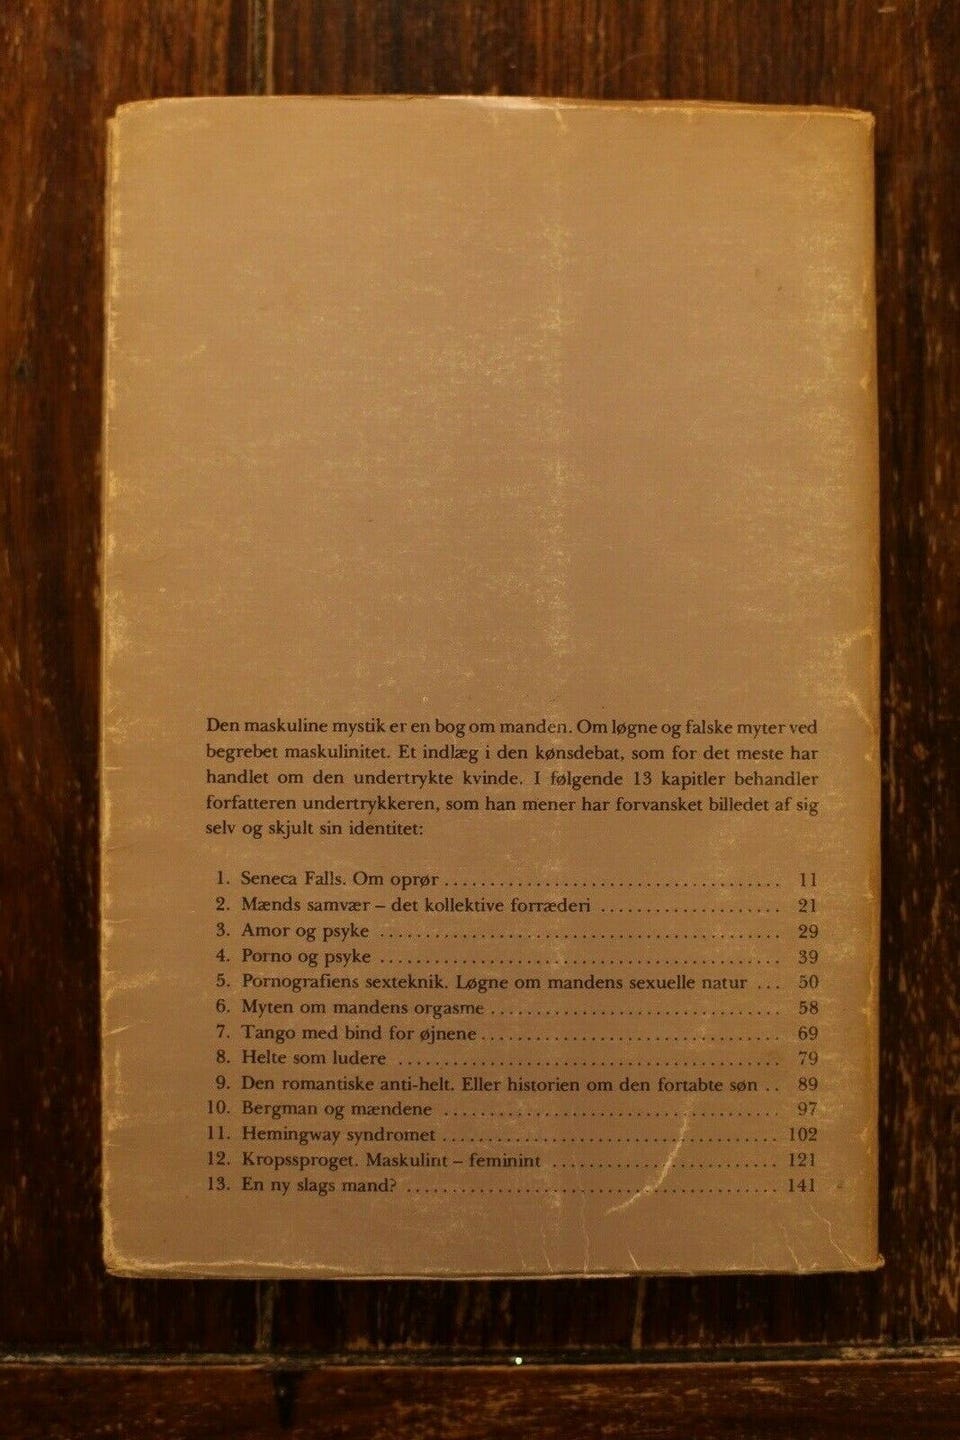 Den maskuline mystik er en bog om manden. Om løgne og falske myter ved
begrebet maskulinitet. Et indlæg i den kønsdebat, som for det meste har
handlet om den undertrykte kvinde. I følgende 13 kapitler behandler
forfatteren undertrykkeren, som han mener har forvansket billedet af sig
selv og skjult sin identitet:
1. Seneca Falls. Om oprør .................................... 11
2. Mænds samvær – det kollektive forræderi .................... 21
3. Amor og psyke ............................................ 29
4. Porno og psyke ............................................ 39
5. Pornografiens sexteknik. Løgne om mandens sexuelle natur ... 50
6. Myten om mandens orgasme ................................ 58
7. Tango med bind for øjnene ................................. 69
8. Helte som ludere .......................................... 79
9. Den romantiske anti-helt. Eller historien om den fortabte søn .. 89
10. Bergman og mændene ..................................... 97
11. Hemingway syndromet ..................................... 102
12. Kropssproget. Maskulint – feminint ......................... 121
13. En ny slags mand? ......................................... 141